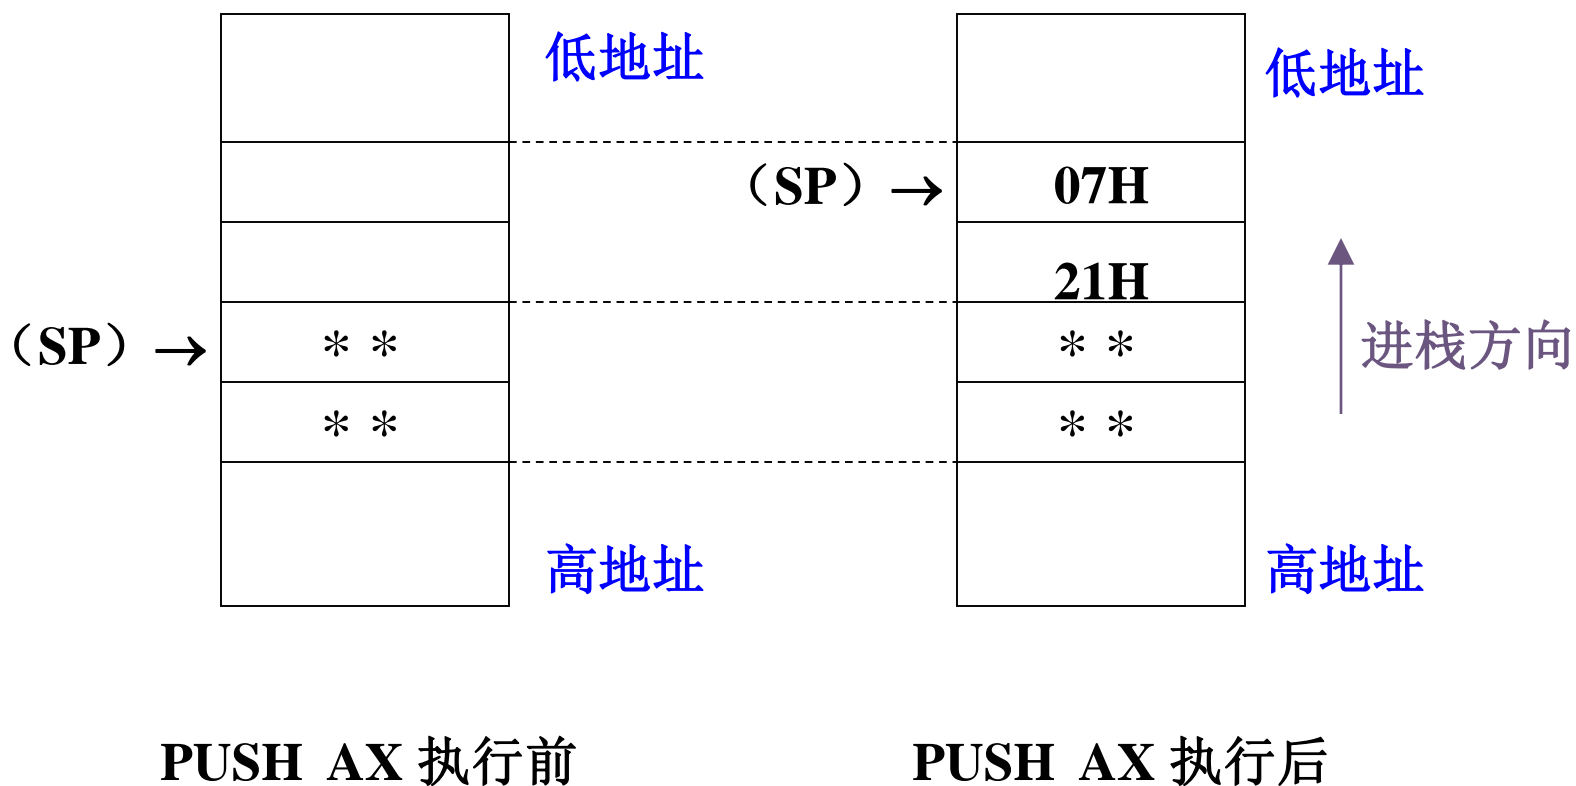 低地址
低地址
(SP)→ 07H
21H
(SP)→ * * * *
进栈方向
* * * *
高地址
高地址
PUSH AX 执行前
PUSH AX 执行后